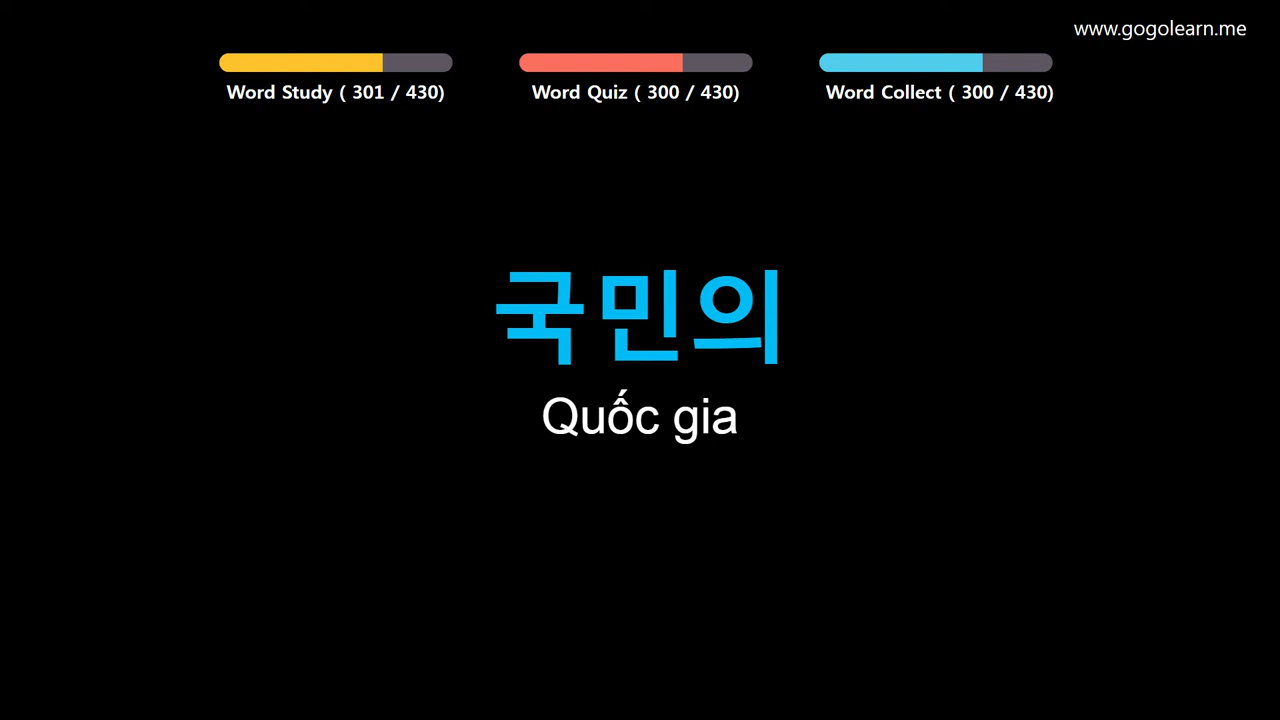 www.gogolearn.me
Word Study ( 301 / 430)
Word Quiz ( 300 / 430)
Word Collect ( 300 / 430)
국민의
Quốc gia